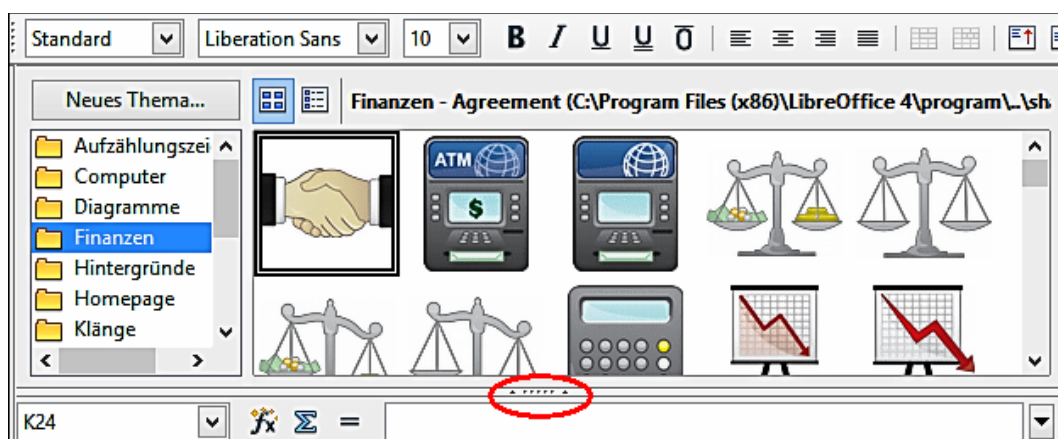 Standard Liberation Sans 10 B I U U O
Neues Thema... Finanzen - Agreement (C:\Program Files (x86)\LibreOffice 4\program\..\sh
Aufzählungszei
Computer
Diagramme
Finanzen
Hintergründe
Homepage
Klänge
ATM
$
K24 fx Σ =